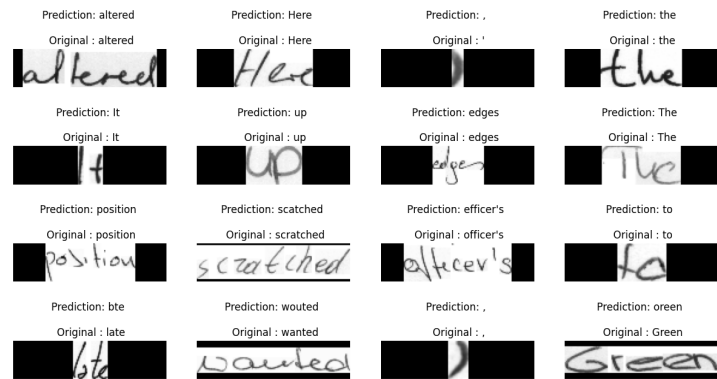 Prediction: altered Prediction: Here Prediction: , Prediction: the
Original : altered Original : Here Original : ' Original : the
altered Here ) the
Prediction: It Prediction: up Prediction: edges Prediction: The
Original : It Original : up Original : edges Original : The
It up edges The
Prediction: position Prediction: scatched Prediction: efficer's Prediction: to
Original : position Original : scratched Original : officer's Original : to
position scratched officer's to
Prediction: bte Prediction: wouted Prediction: , Prediction: oreen
Original : late Original : wanted Original : , Original : Green
late wanted ) Green